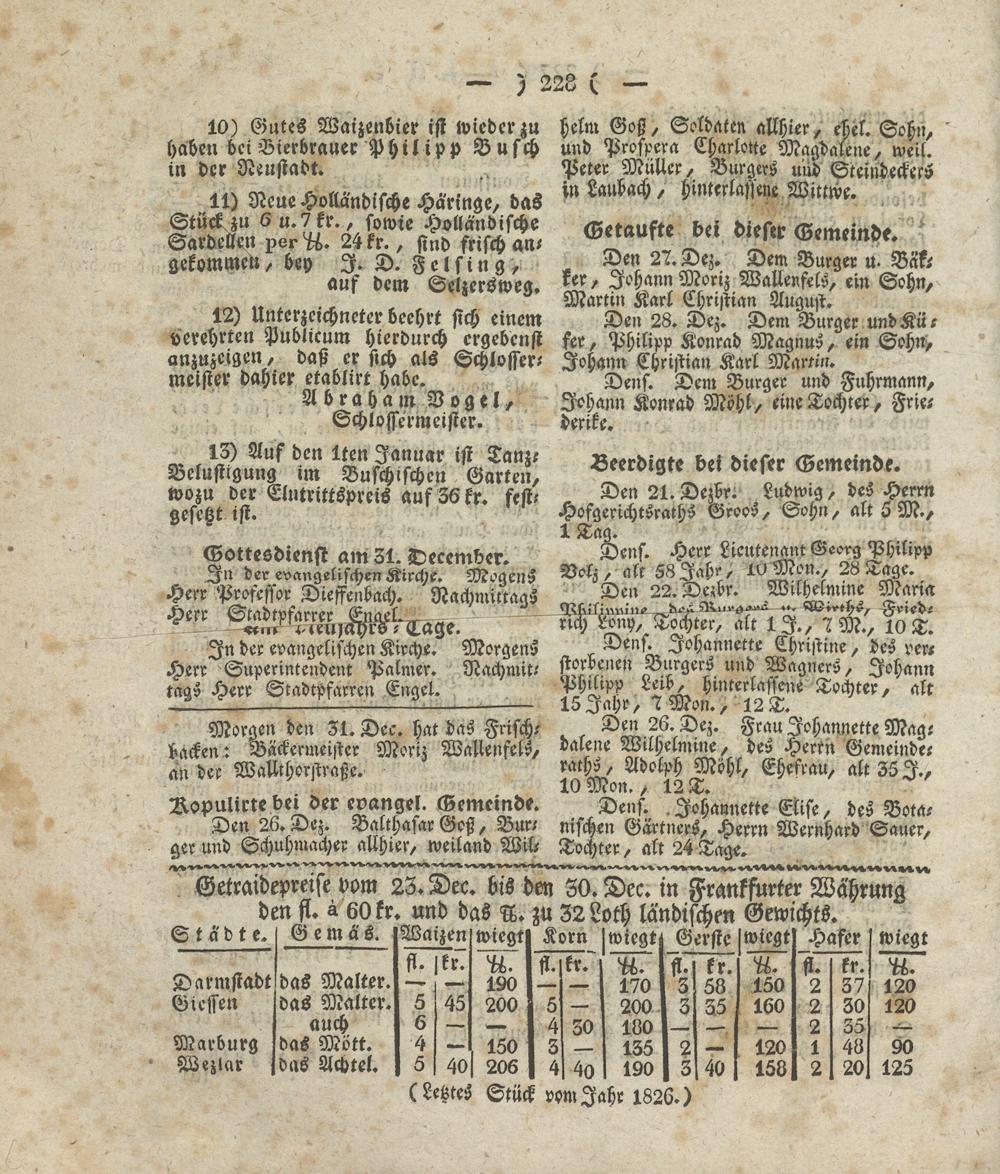 — ) 228 ( —
10) Gutes Waizenbier ist wieder zu
haben bei Bierbrauer Philipp Busch
in der Neustadt.
11) Neue Holländische Häringe, das
Stück zu 6 u. 7 kr., sowie Holländische
Sardellen per ℔. 24 kr., sind frisch an⸗
gekommen, bey J. D. Felsing,
auf dem Selzersweg.
12) Unterzeichneter beehrt sich einem
verehrten Publicum hierdurch ergebenst
anzuzeigen, daß er sich als Schlosser⸗
meister dahier etablirt habe.
Abraham Vogel,
Schlossermeister.
13) Auf den 1ten Januar ist Tanz⸗
Belustigung im Buschischen Garten,
wozu der Eintrittspreis auf 36 kr. fest⸗
gesetzt ist.
Gottesdienst am 31. December.
In der evangelischen Kirche. Mogens
Herr Professor Dieffenbach. Nachmittags
Herr Stadtpfarrer Engel.
am Neujahrs⸗Tage.
In der evangelischen Kirche. Morgens
Herr Superintendent Palmer. Nachmit⸗
tags Herr Stadtpfarren Engel.
Morgen den 31. Dec. hat das Frisch⸗
backen: Bäckermeister Moriz Wallenfels,
an der Wallthorstraße.
Kopulirte bei der evangel. Gemeinde.
Den 26. Dez. Balthasar Goß, Bur⸗
ger und Schuhmacher allhier, weiland Wil⸗
helm Goß, Soldaten allhier, ehel. Sohn,
und Prospera Charlotte Magdalene, weil.
Peter Müller, Burgers und Steindeckers
in Laubach, hinterlassene Wittwe.
Getaufte bei dieser Gemeinde.
Den 27. Dez. Dem Burger u. Bäk⸗
ker, Johann Moriz Wallenfels, ein Sohn,
Martin Karl Christian August.
Den 28. Dez. Dem Burger und Kü⸗
fer, Philipp Konrad Magnus, ein Sohn,
Johann Christian Karl Martin.
Dens. Dem Burger und Fuhrmann,
Johann Konrad Möhl, eine Tochter, Frie⸗
derike.
Beerdigte bei dieser Gemeinde.
Den 21. Dezbr. Ludwig, des Herrn
Hofgerichtsraths Groos, Sohn, alt 5 M.,
1 Tag.
Dens. Herr Lieutenant Georg Philipp
Volz, alt 58 Jahr, 10 Mon., 28 Tage.
Den 22. Dezbr. Wilhelmine Maria
Philippine, des Burgers u. Wirths, Fried⸗
rich Lony, Tochter, alt 1 J., 7 M., 10 T.
Dens. Johannette Christine, des ver⸗
storbenen Burgers und Wagners, Johann
Philipp Leib, hinterlassene Tochter, alt
15 Jahr, 7 Mon., 12 T.
Den 26. Dez. Frau Johannette Mag⸗
dalene Wilhelmine, des Herrn Gemeinde⸗
raths, Adolph Möhl, Ehefrau, alt 35 J.,
10 Mon., 12 T.
Dens. Johannette Elise, des Bota⸗
nischen Gärtners, Herrn Wernhard Sauer,
Tochter, alt 24 Tage.
Getraidepreise vom 23. Dec. bis den 30. Dec. in Frankfurter Währung
den fl. à 60 kr. und das ℔. zu 32 Loth ländischen Gewichts.
Städte. Gemäs. Waizen wiegt Korn wiegt Gerste wiegt Hafer wiegt
fl. kr. ℔. fl. kr. ℔. fl. kr. ℔. fl. kr. ℔.
Darmstadt das Malter. — — 190 — — 170 3 58 150 2 37 120
Giessen das Malter. 5 45 200 5 — 200 3 35 160 2 30 120
auch 6 — — 4 30 180 — — — 2 35 —
Marburg das Mött. 4 — 150 3 — 135 2 — 120 1 48 90
Wezlar das Achtel. 5 40 206 4 40 190 3 40 158 2 20 125
(Letztes Stück vom Jahr 1826.)